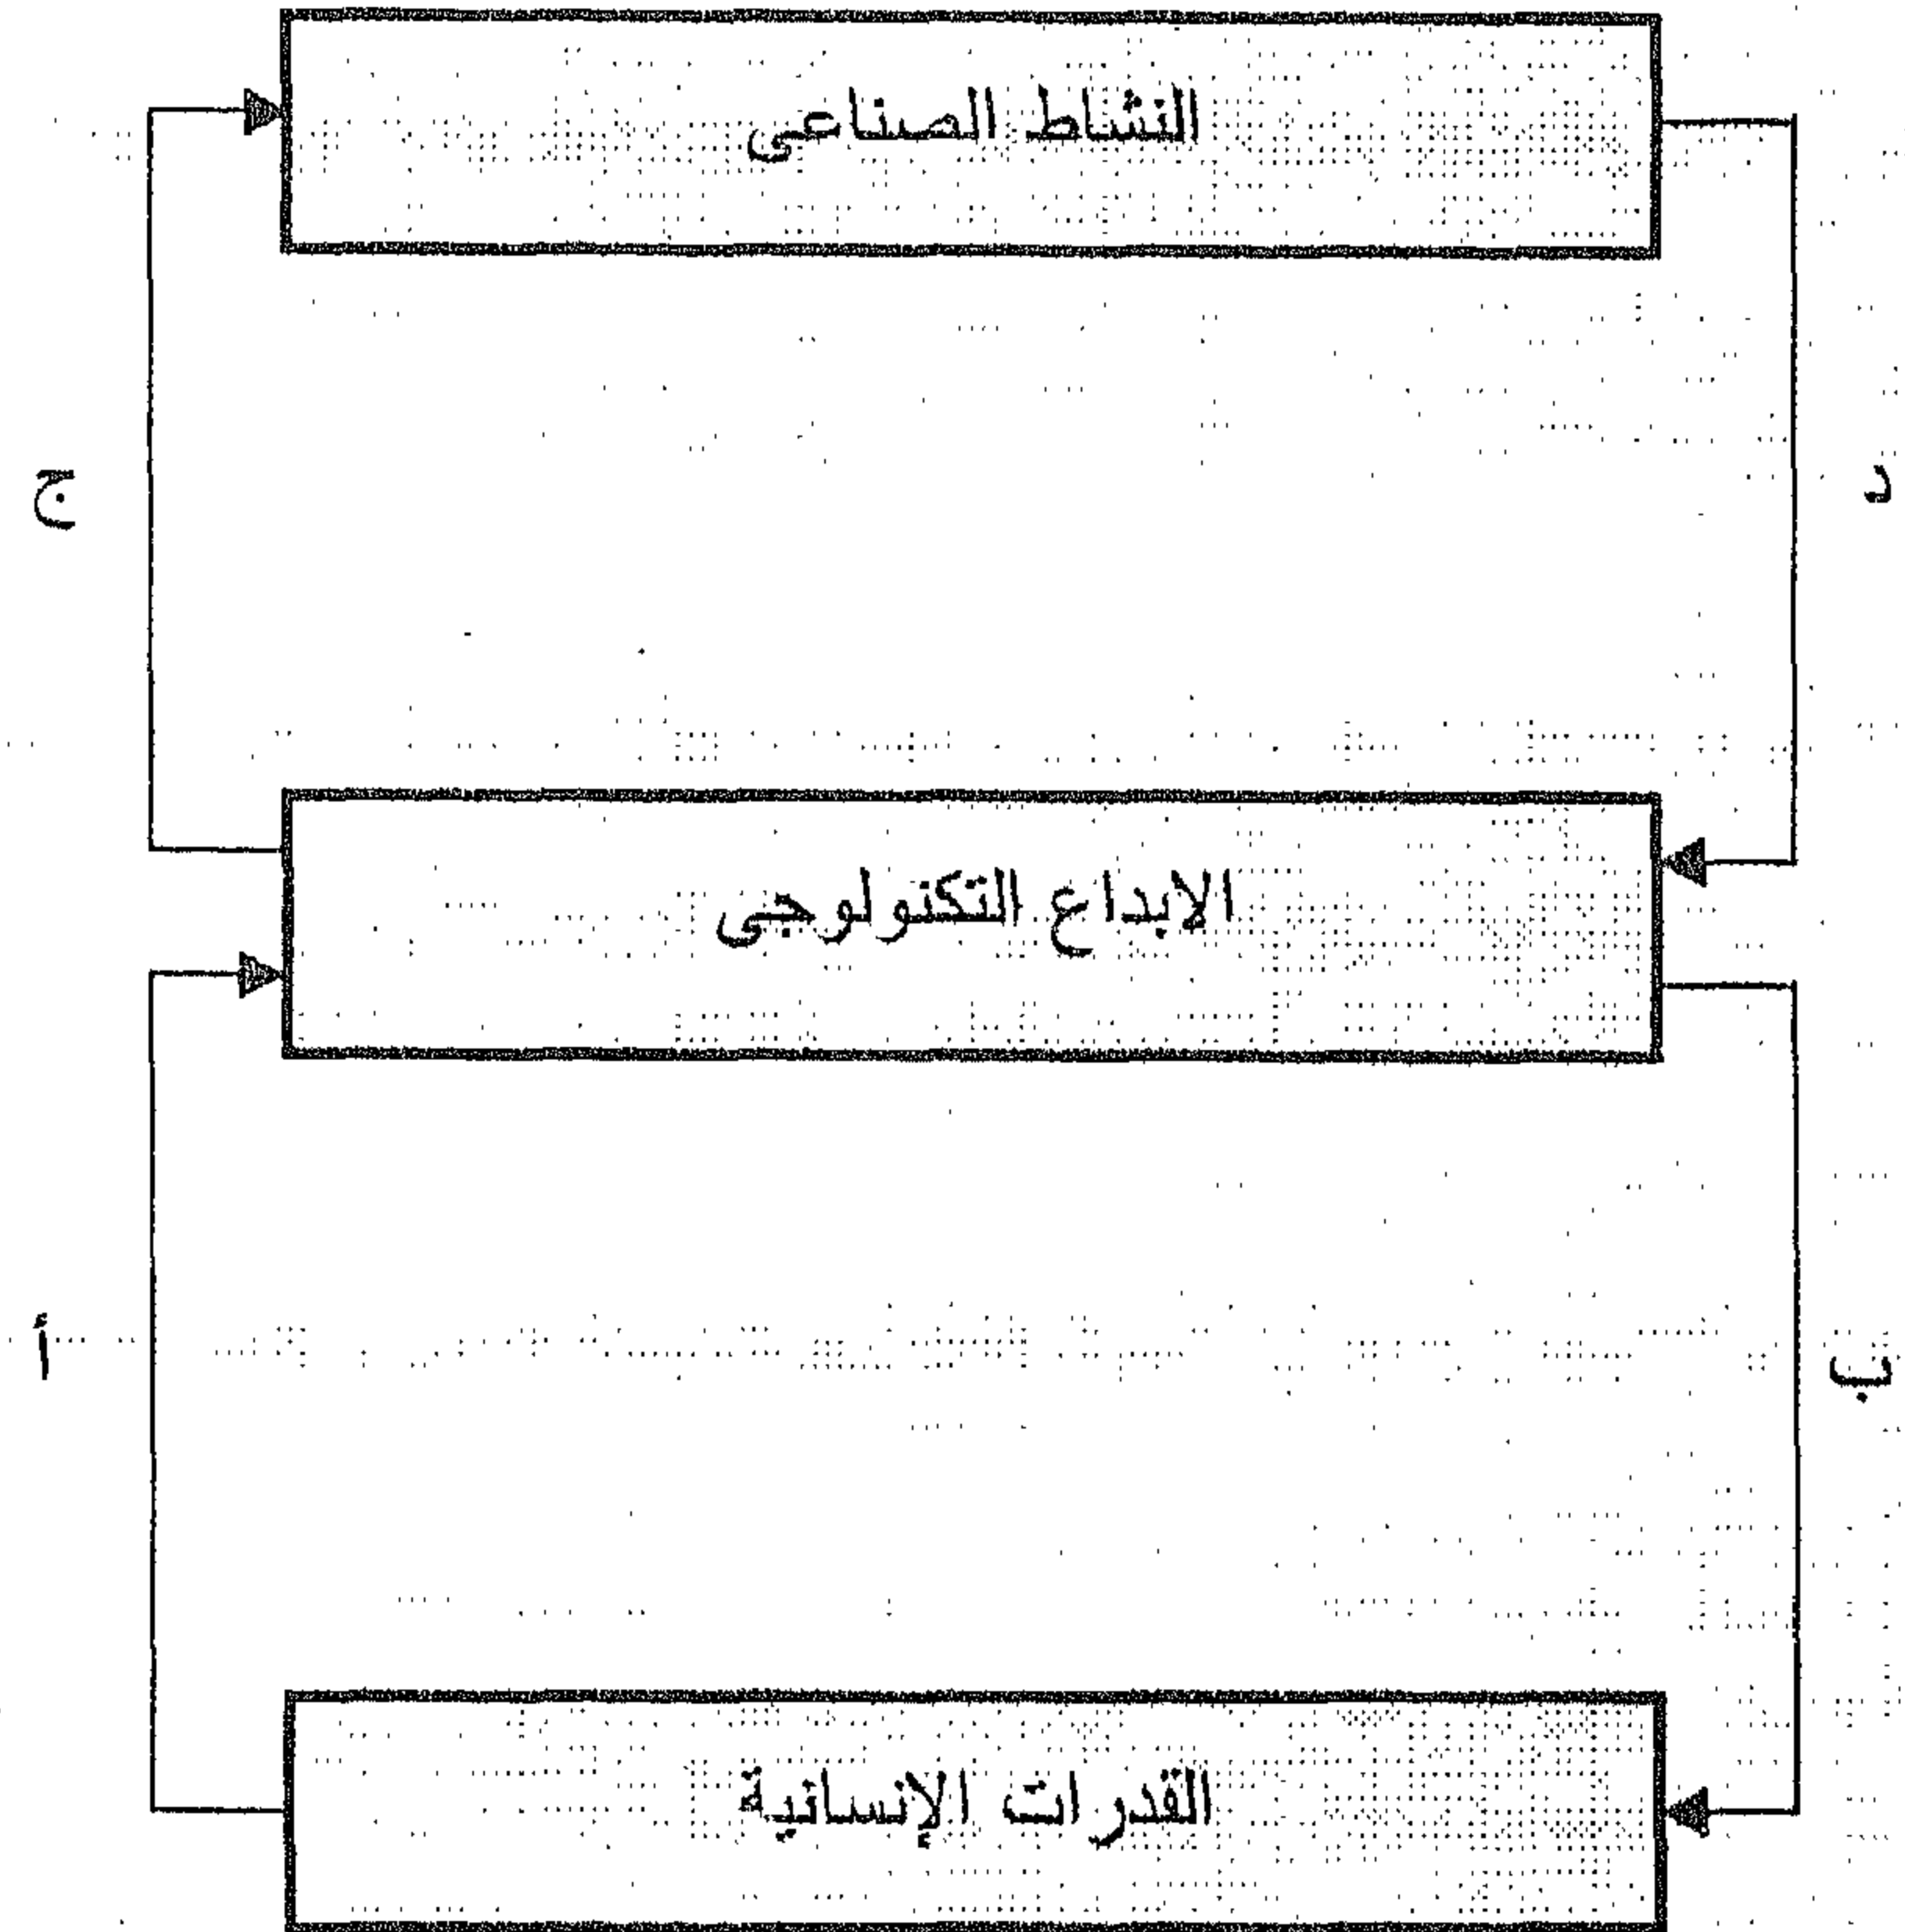 النشاط الصناعى
د
ج
الابداع التكنولوجى
ب
أ
القدرات الإنسانية